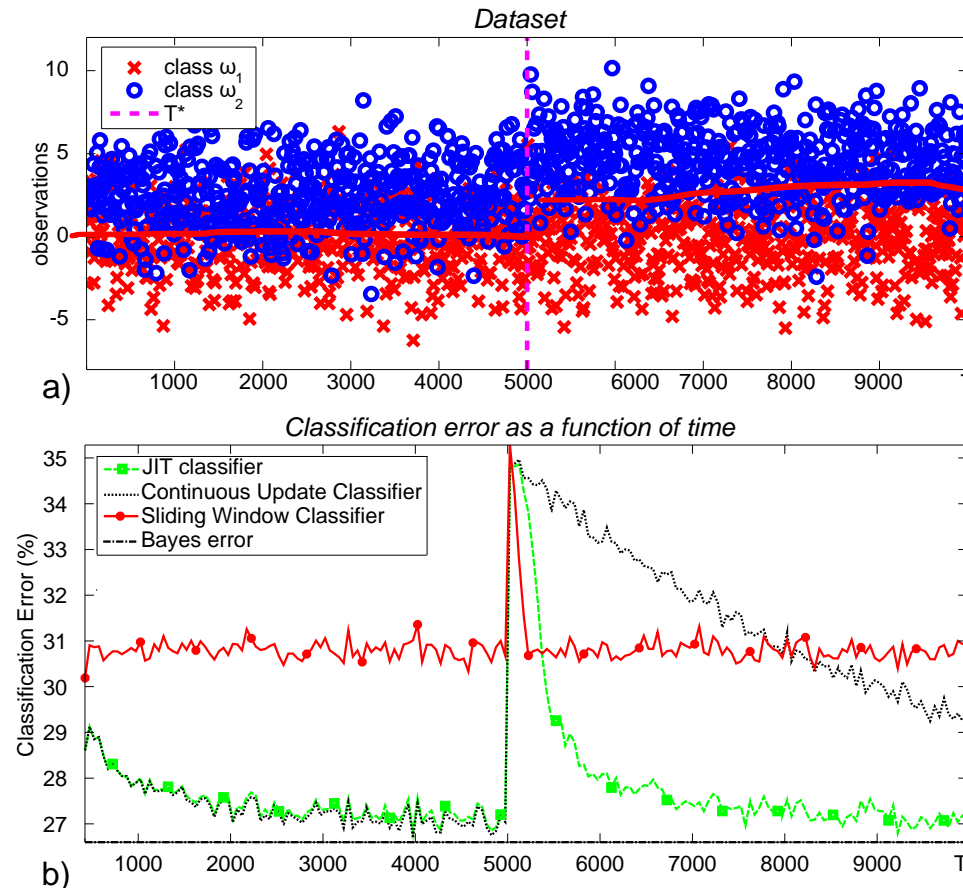 Dataset
10
5
0
-5
observations
class ω1
class ω2
T*
1000 2000 3000 4000 5000 6000 7000 8000 9000
a)
Classification error as a function of time
35
34
33
32
31
30
29
28
27
Classification Error (%)
JIT classifier
Continuous Update Classifier
Sliding Window Classifier
Bayes error
1000 2000 3000 4000 5000 6000 7000 8000 9000 T
b)